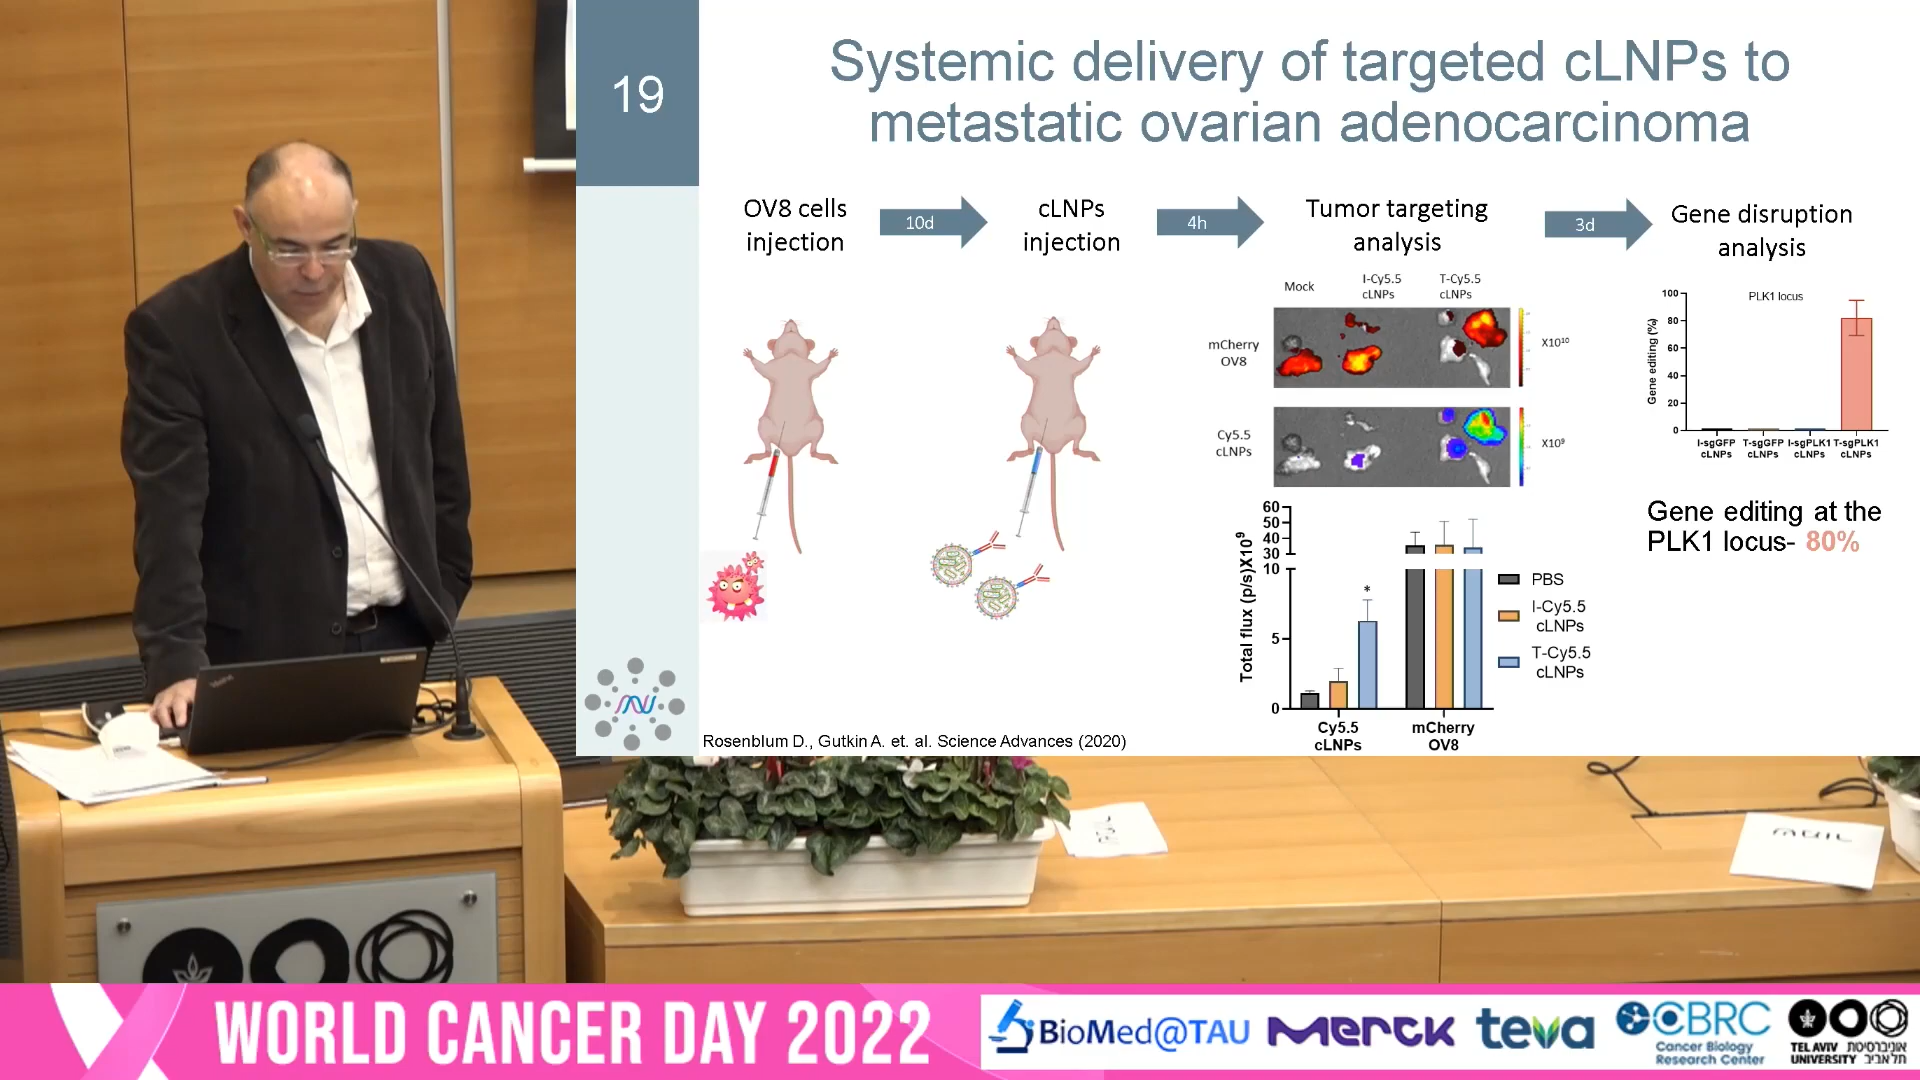 19
Systemic delivery of targeted cLNPs to
metastatic ovarian adenocarcinoma
OV8 cells
injection
10d
cLNPs
injection
4h
Tumor targeting
analysis
3d
Gene disruption
analysis
Mock
I-Cy5.5
cLNPs
T-Cy5.5
cLNPs
mCherry
OV8
X10¹⁰
Cy5.5
cLNPs
X10⁹
PLK1 locus
Gene editing (%)
100
80
60
40
20
0
I-sgGFP
cLNPs
T-sgGFP
cLNPs
I-sgPLK1
cLNPs
T-sgPLK1
cLNPs
Gene editing at the
PLK1 locus- 80%
Total flux (p/s)X10⁹
60
50
40
30
10
5
0
*
Cy5.5
cLNPs
mCherry
OV8
PBS
I-Cy5.5
cLNPs
T-Cy5.5
cLNPs
Rosenblum D., Gutkin A. et. al. Science Advances (2020)
WORLD CANCER DAY 2022
BioMed@TAU
MERCK
teva
CBRC
Cancer Biology
Research Center
TEL AVIV אוניברסיטת
UNIVERSITY תל אביב